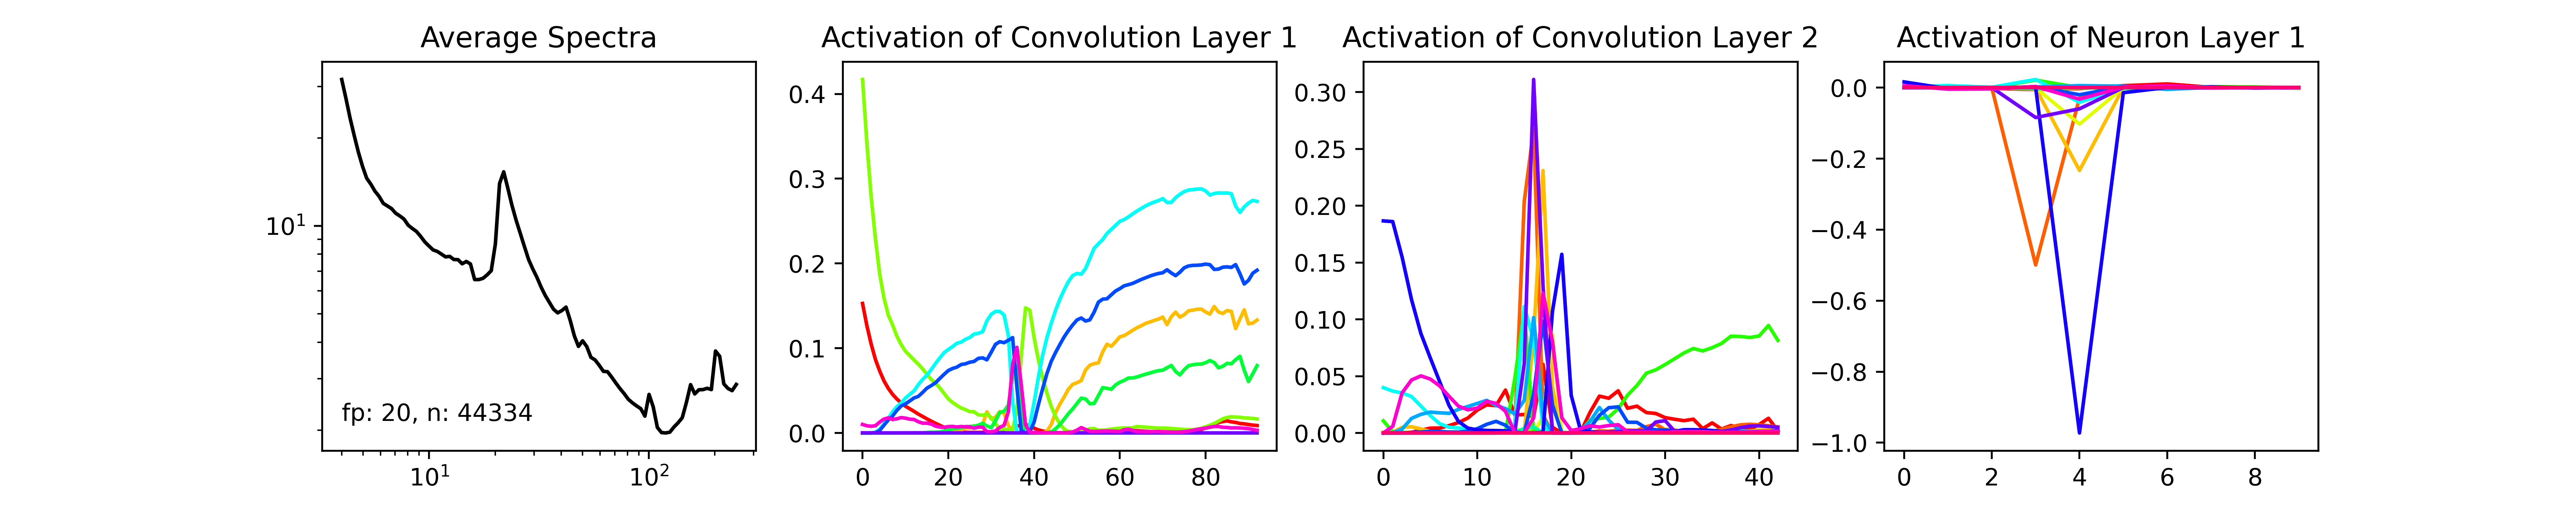 Average Spectra
10¹
fp: 20, n: 44334
10¹ 10²
Activation of Convolution Layer 1
0.4
0.3
0.2
0.1
0.0
0 20 40 60 80
Activation of Convolution Layer 2
0.30
0.25
0.20
0.15
0.10
0.05
0.00
0 10 20 30 40
Activation of Neuron Layer 1
0.0
−0.2
−0.4
−0.6
−0.8
−1.0
0 2 4 6 8